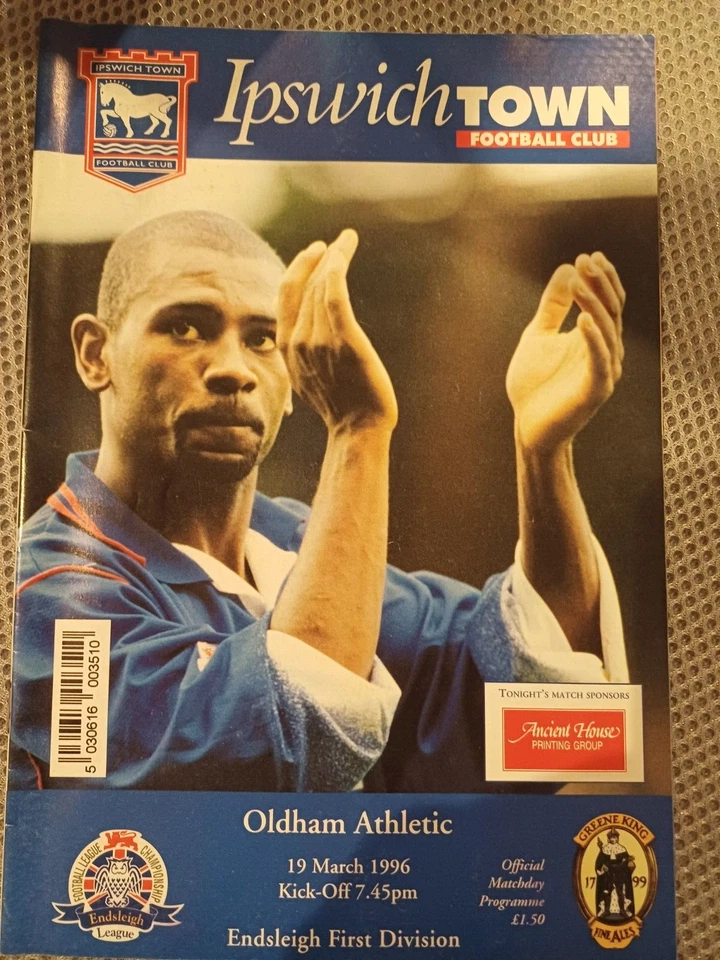 IPSWICH TOWN
FOOTBALL CLUB
Ipswich TOWN
FOOTBALL CLUB
5 030616 003510
TONIGHT'S MATCH SPONSORS
Ancient House
PRINTING GROUP
Oldham Athletic
19 March 1996
Kick-Off 7.45pm
Endsleigh First Division
FOOTBALL LEAGUE CHAMPIONSHIP
Endsleigh
League
Official
Matchday
Programme
£1.50
GREENE KING
1799
FINE ALES